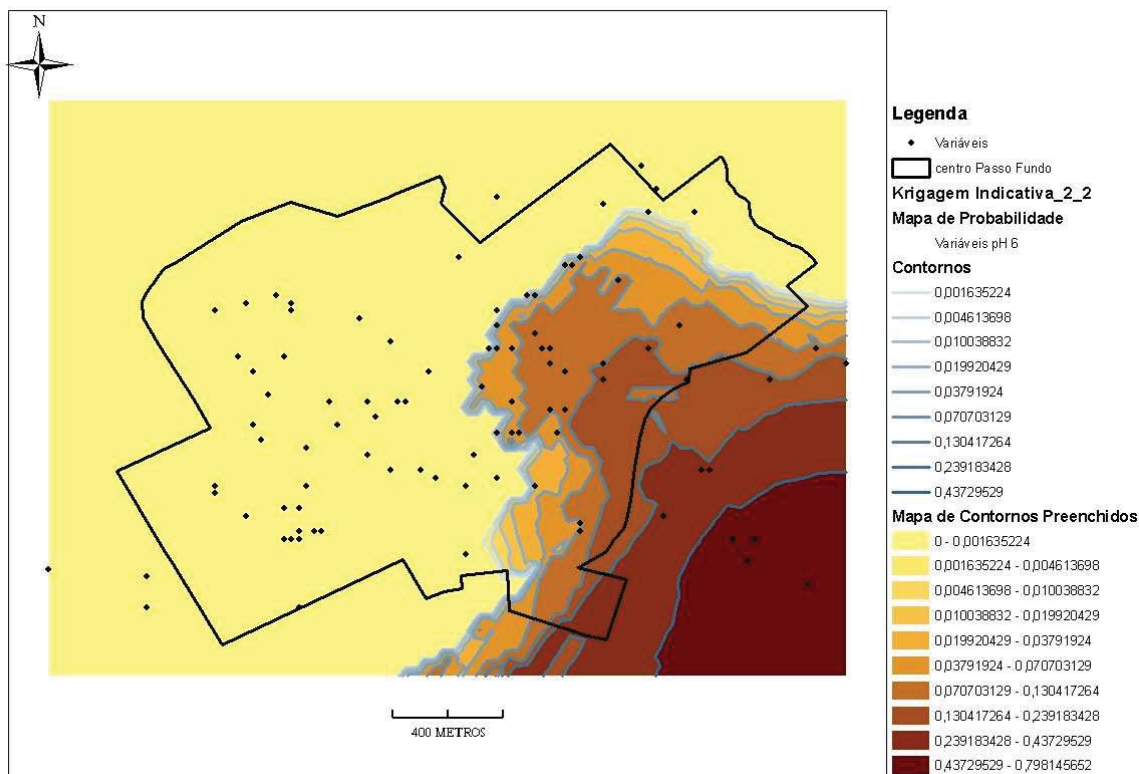 N
400 METROS
Legenda
Variáveis
centro Passo Fundo
Krigagem Indicativa_2_2
Mapa de Probabilidade
Variáveis pH 6
Contornos
0,001635224
0,004613698
0,010038832
0,019920429
0,03791924
0,070703129
0,130417264
0,239183428
0,43729529
Mapa de Contornos Preenchidos
0 - 0,001635224
0,001635224 - 0,004613698
0,004613698 - 0,010038832
0,010038832 - 0,019920429
0,019920429 - 0,03791924
0,03791924 - 0,070703129
0,070703129 - 0,130417264
0,130417264 - 0,239183428
0,239183428 - 0,43729529
0,43729529 - 0,798145652